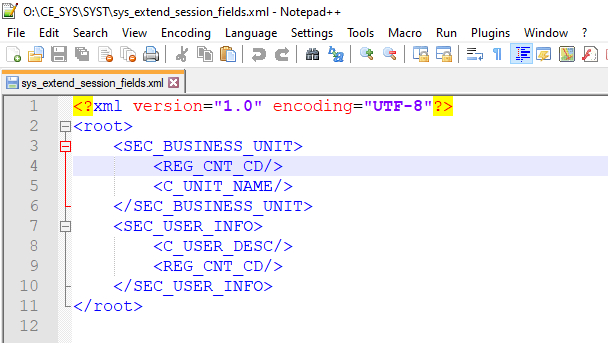 O:\CE_SYS\SYST\sys_extend_session_fields.xml - Notepad++
File Edit Search View Encoding Language Settings Tools Macro Run Plugins Window ?
sys_extend_session_fields.xml
1 <?xml version="1.0" encoding="UTF-8"?>
2 <root>
3 <SEC_BUSINESS_UNIT>
4 <REG_CNT_CD/>
5 <C_UNIT_NAME/>
6 </SEC_BUSINESS_UNIT>
7 <SEC_USER_INFO>
8 <C_USER_DESC/>
9 <REG_CNT_CD/>
10 </SEC_USER_INFO>
11 </root>
12